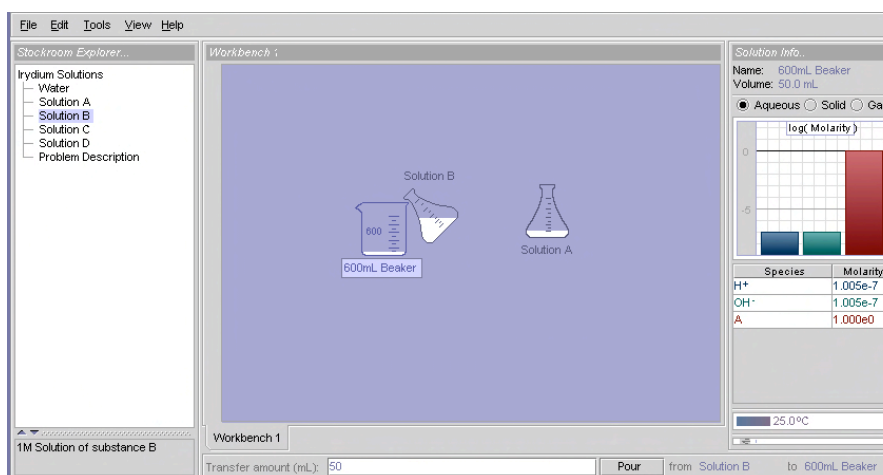 File Edit Tools View Help
Stockroom Explorer...
Irydium Solutions
Water
Solution A
Solution B
Solution C
Solution D
Problem Description
1M Solution of substance B
Workbench 1
Solution B
600
600mL Beaker
Solution A
Workbench 1
Transfer amount (mL): 50 Pour from Solution B to 600mL Beaker
Solution Info..
Name: 600mL Beaker
Volume: 50.0 mL
Aqueous Solid Ga
log( Molarity )
0
-5
Species Molarity
H+ 1.005e-7
OH- 1.005e-7
A 1.000e0
25.0ºC